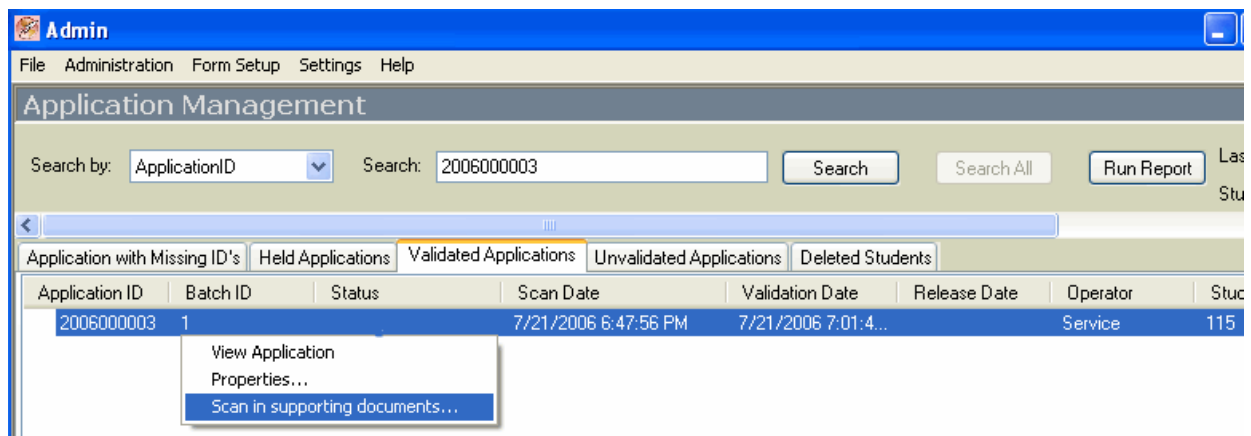 Admin
File Administration Form Setup Settings Help
Application Management
Search by: ApplicationID Search: 2006000003 Search Search All Run Report Las
Stu
Application with Missing ID's Held Applications Validated Applications Unvalidated Applications Deleted Students
Application ID Batch ID Status Scan Date Validation Date Release Date Operator Stud
2006000003 1 7/21/2006 6:47:56 PM 7/21/2006 7:01:4... Service 115
View Application
Properties...
Scan in supporting documents...